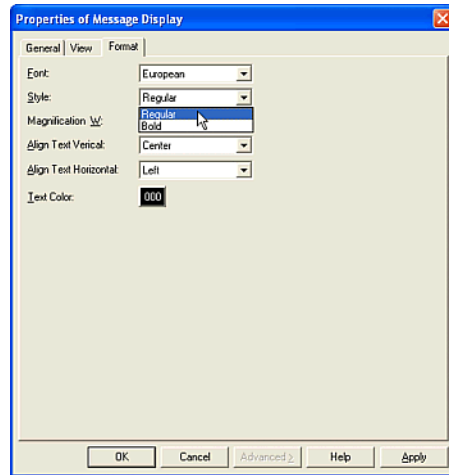 Properties of Message Display
General View Format
Font: European
Style: Regular
Regular
Magnification W: Bold
Align Text Verical: Center
Align Text Horizontal: Left
Text Color: 000
OK Cancel Advanced > Help Apply